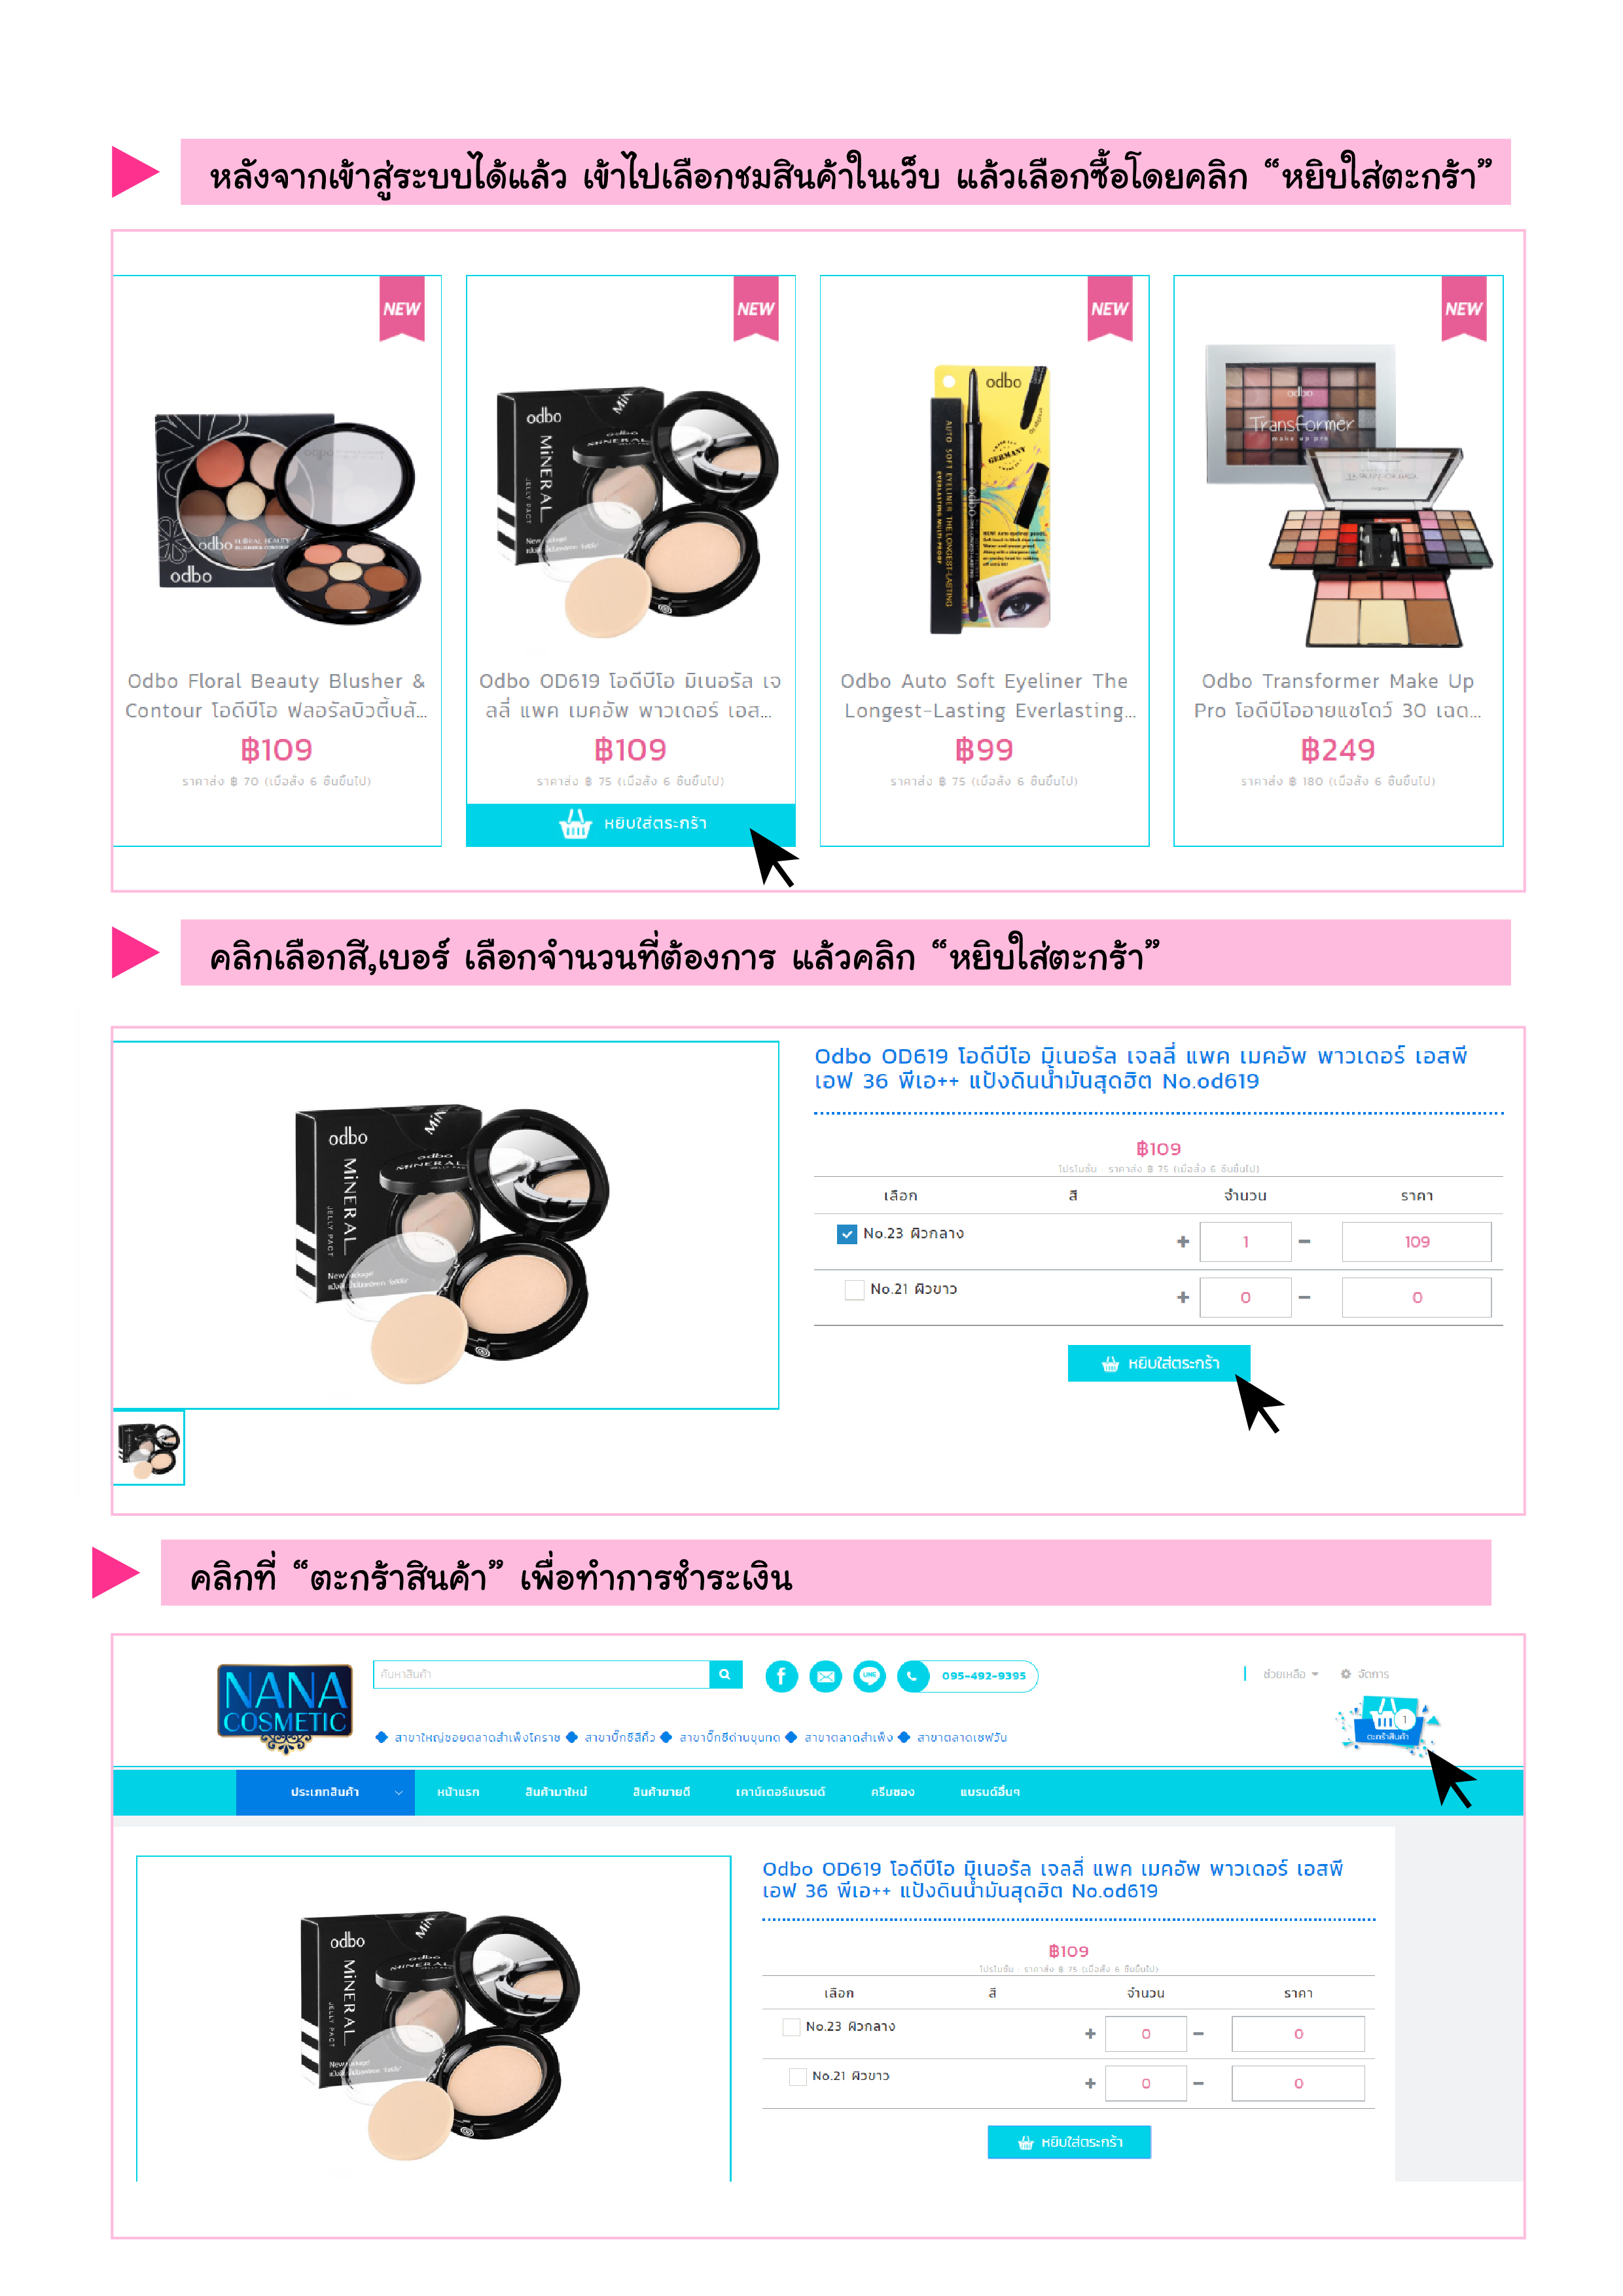 หลังจากเข้าสู่ระบบได้แล้ว เข้าไปเลือกชมสินค้าในเว็บ แล้วเลือกซื้อโดยคลิก “หยิบใส่ตะกร้า”
NEW
NEW
NEW
NEW
odbo FLORAL BEAUTY
BLUSHER & CONTOUR
odbo
odbo
MiNERAL
JELLY PACT
odbo
AUTO SOFT EYELINER THE LONGEST-LASTING
EVERLASTING MULTI-PROOF
GERMANY
odbo
Transformer
make up pro
Odbo Floral Beauty Blusher &
Contour โอดีบีโอ ฟลอรัลบิวตี้บลั...
฿109
ราคาส่ง ฿ 70 (เมื่อสั่ง 6 ชิ้นขึ้นไป)
Odbo OD619 โอดีบีโอ มิเนอรัล เจ
ลลี่ แพค เมคอัพ พาวเดอร์ เอส...
฿109
ราคาส่ง ฿ 75 (เมื่อสั่ง 6 ชิ้นขึ้นไป)
หยิบใส่ตระกร้า
Odbo Auto Soft Eyeliner The
Longest-Lasting Everlasting...
฿99
ราคาส่ง ฿ 75 (เมื่อสั่ง 6 ชิ้นขึ้นไป)
Odbo Transformer Make Up
Pro โอดีบีโออายแชโดว์ 30 เฉด...
฿249
ราคาส่ง ฿ 180 (เมื่อสั่ง 6 ชิ้นขึ้นไป)
คลิกเลือกสี,เบอร์ เลือกจำนวนที่ต้องการ แล้วคลิก “หยิบใส่ตะกร้า”
odbo
MiNERAL
JELLY PACT
Odbo OD619 โอดีบีโอ มิเนอรัล เจลลี่ แพค เมคอัพ พาวเดอร์ เอสพี
เอฟ 36 พีเอ++ แป้งดินน้ำมันสุดฮิต No.od619
฿109
โปรโมชั่น : ราคาส่ง ฿ 75 (เมื่อสั่ง 6 ชิ้นขึ้นไป)
เลือก สี จำนวน ราคา
No.23 ผิวกลาง + 1 - 109
No.21 ผิวขาว + 0 - 0
หยิบใส่ตระกร้า
คลิกที่ “ตะกร้าสินค้า” เพื่อทำการชำระเงิน
NANA
COSMETIC
ค้นหาสินค้า
LINE
095-492-9395
ช่วยเหลือ
จัดการ
1
ตะกร้าสินค้า
สาขาใหญ่ซอยตลาดสำเพ็งโคราช สาขาบิ๊กซีสีคิ้ว สาขาบิ๊กซีด่านขุนทด สาขาตลาดสำเพ็ง สาขาตลาดเซฟวัน
ประเภทสินค้า หน้าแรก สินค้ามาใหม่ สินค้าขายดี เคาน์เตอร์แบรนด์ ครีมซอง แบรนด์อื่นๆ
odbo
MiNERAL
JELLY PACT
Odbo OD619 โอดีบีโอ มิเนอรัล เจลลี่ แพค เมคอัพ พาวเดอร์ เอสพี
เอฟ 36 พีเอ++ แป้งดินน้ำมันสุดฮิต No.od619
฿109
โปรโมชั่น : ราคาส่ง ฿ 75 (เมื่อสั่ง 6 ชิ้นขึ้นไป)
เลือก สี จำนวน ราคา
No.23 ผิวกลาง + 0 - 0
No.21 ผิวขาว + 0 - 0
หยิบใส่ตระกร้า